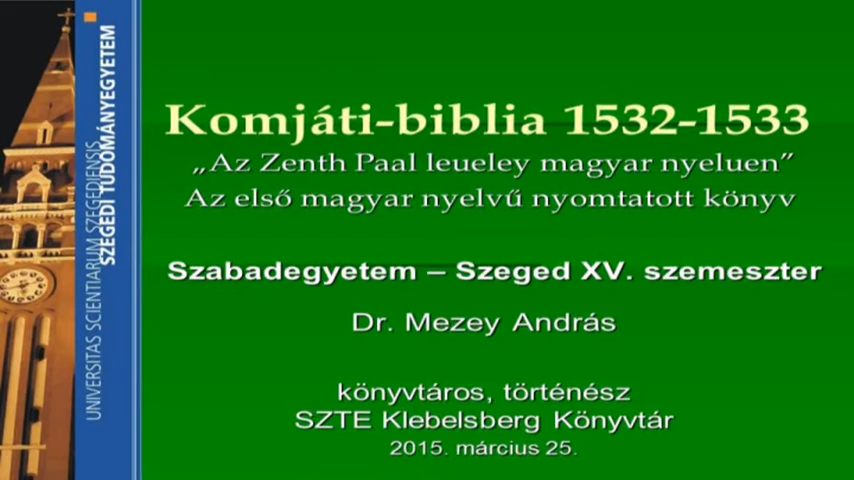 Komjáti-biblia 1532-1533
„Az Zenth Paal leueley magyar nyeluen”
Az első magyar nyelvű nyomtatott könyv
Szabadegyetem – Szeged XV. szemeszter
Dr. Mezey András
könyvtáros, történész
SZTE Klebelsberg Könyvtár
2015. március 25.
UNIVERSITAS SCIENTIARUM SZEGEDIENSIS
SZEGEDI TUDOMÁNYEGYETEM